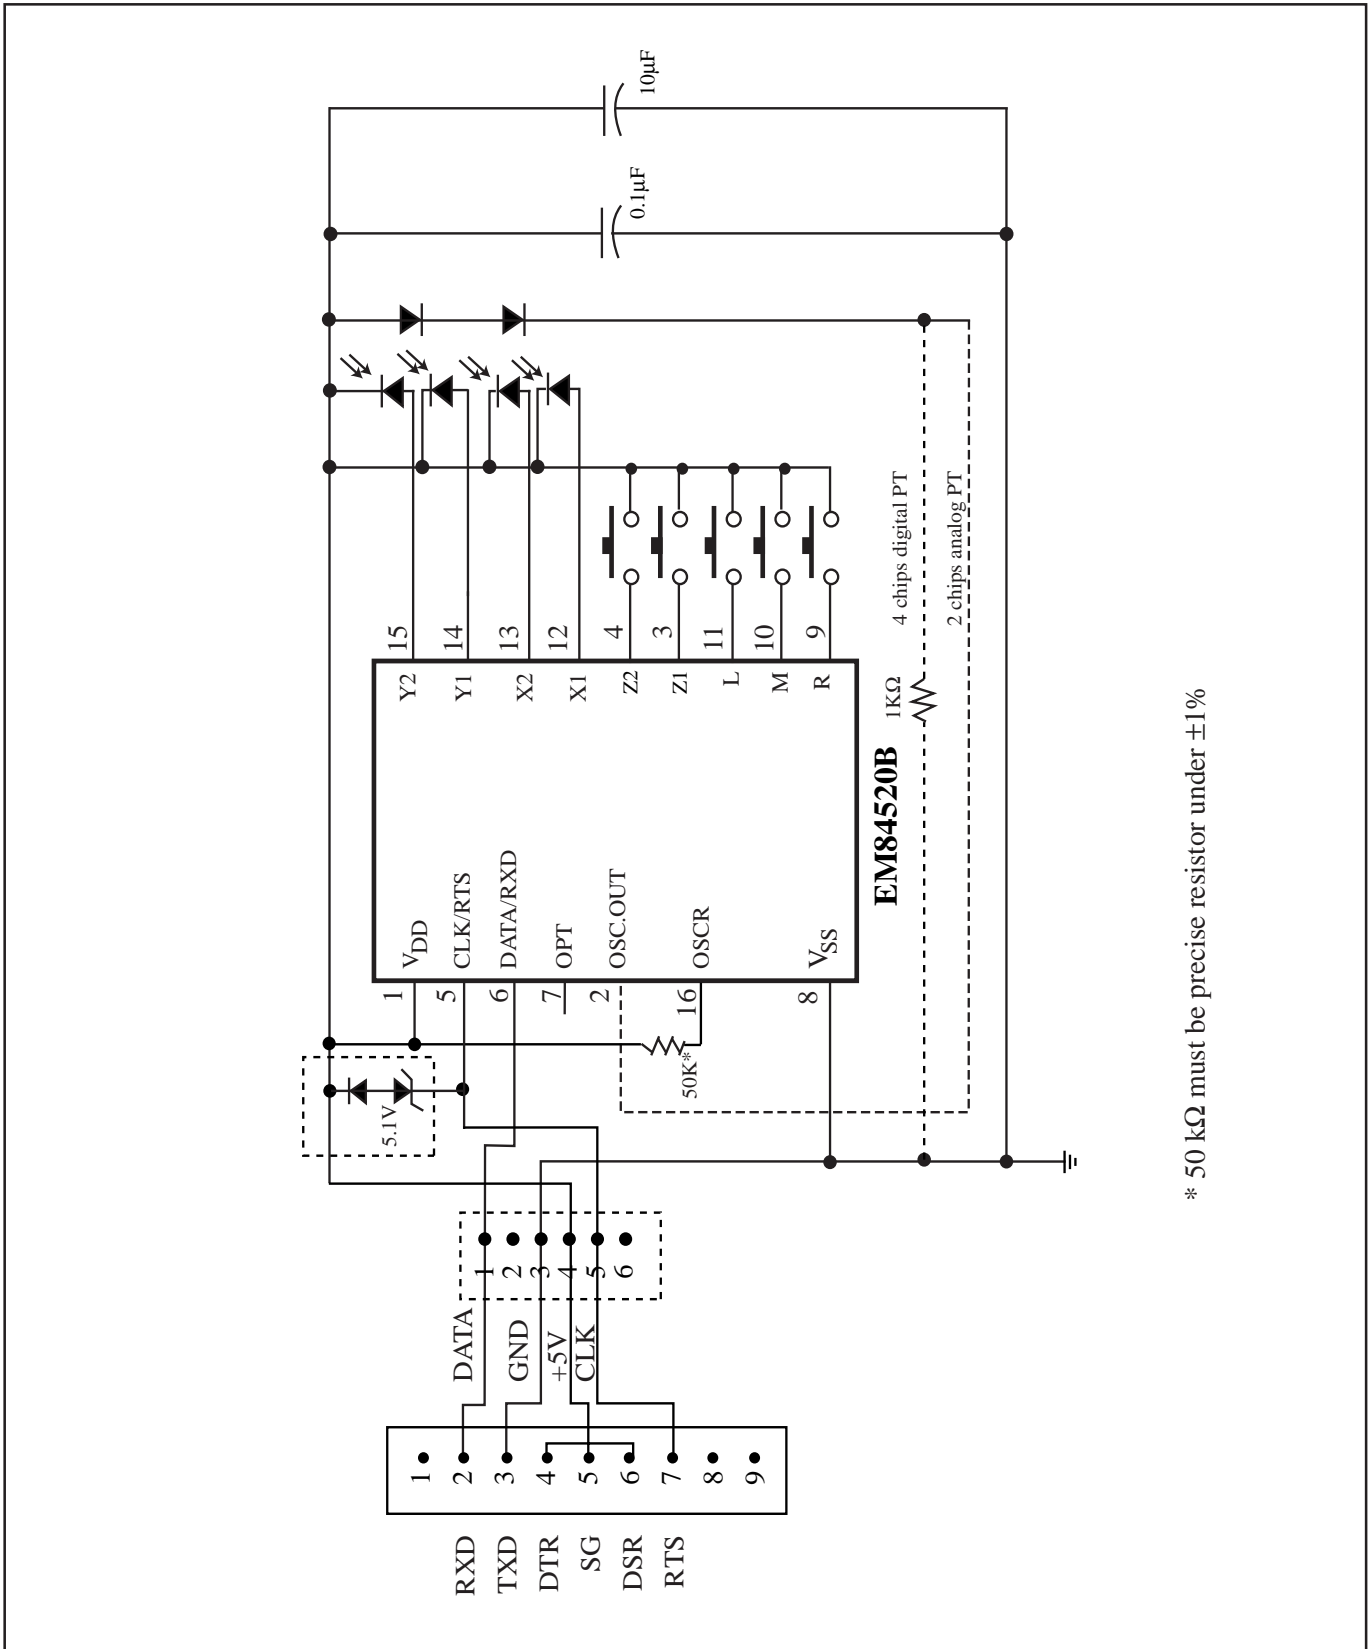 10µF
0.1µF
4 chips digital PT
2 chips analog PT
1KΩ
15
14
13
12
4
3
11
10
9
Y2
Y1
X2
X1
Z2
Z1
L
M
R
EM84520B
VDD
CLK/RTS
DATA/RXD
OPT
OSC.OUT
OSCR
VSS
1
5
6
7
2
16
8
50K*
5.1V
1
2
3
4
5
6
DATA
GND
+5V
CLK
1
2
3
4
5
6
7
8
9
RXD
TXD
DTR
SG
DSR
RTS
* 50 kΩ must be precise resistor under ±1%